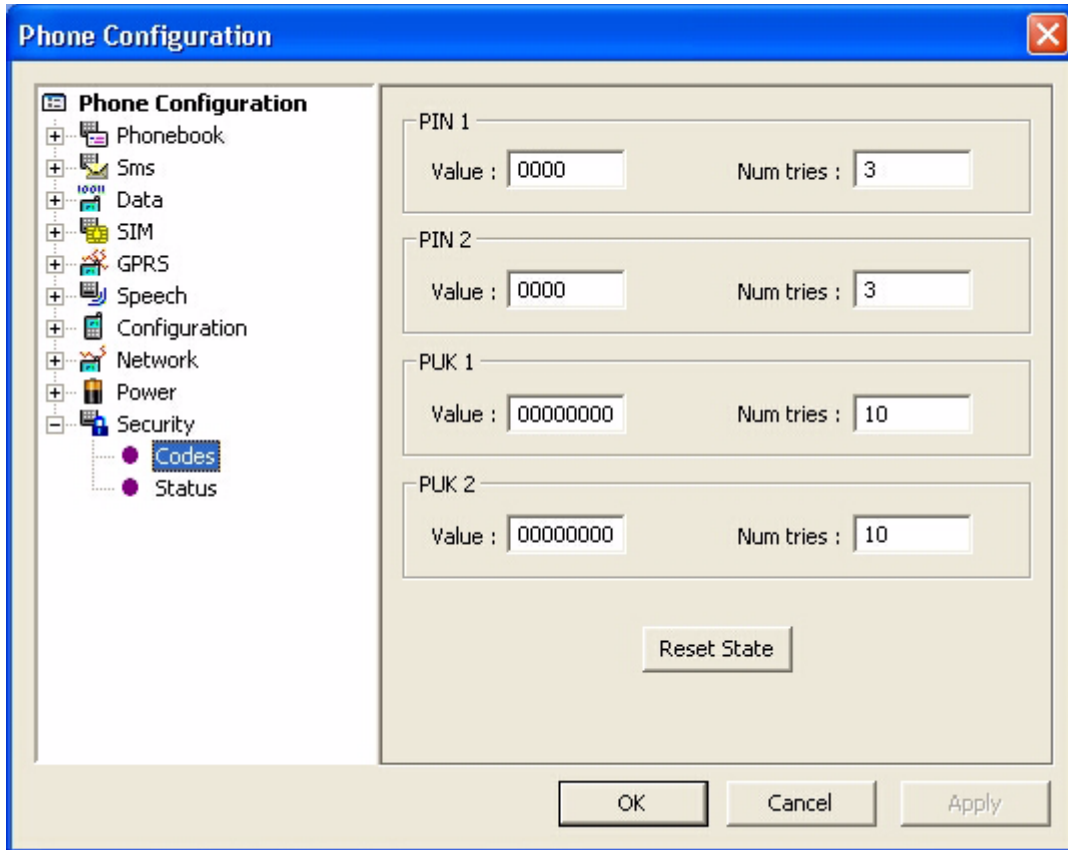 Phone Configuration
Phone Configuration
Phonebook
Sms
Data
SIM
GPRS
Speech
Configuration
Network
Power
Security
Codes
Status
PIN 1
Value : 0000 Num tries : 3
PIN 2
Value : 0000 Num tries : 3
PUK 1
Value : 00000000 Num tries : 10
PUK 2
Value : 00000000 Num tries : 10
Reset State
OK Cancel Apply